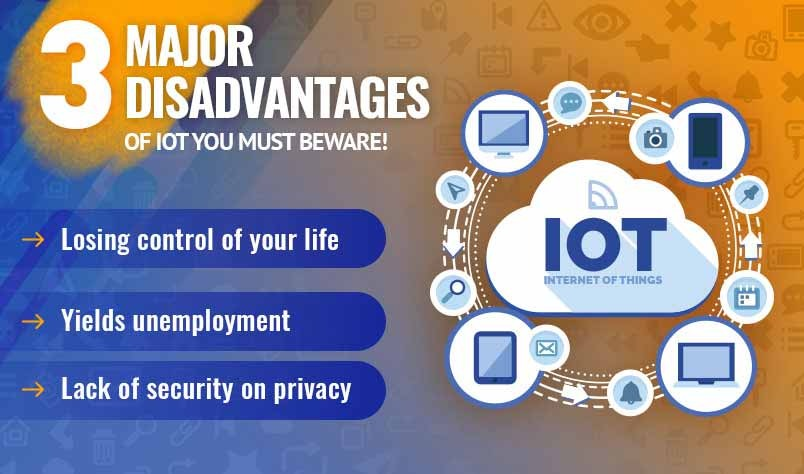 3 MAJOR
DISADVANTAGES
OF IOT YOU MUST BEWARE!
Losing control of your life
Yields unemployment
Lack of security on privacy
IOT
INTERNET OF THINGS